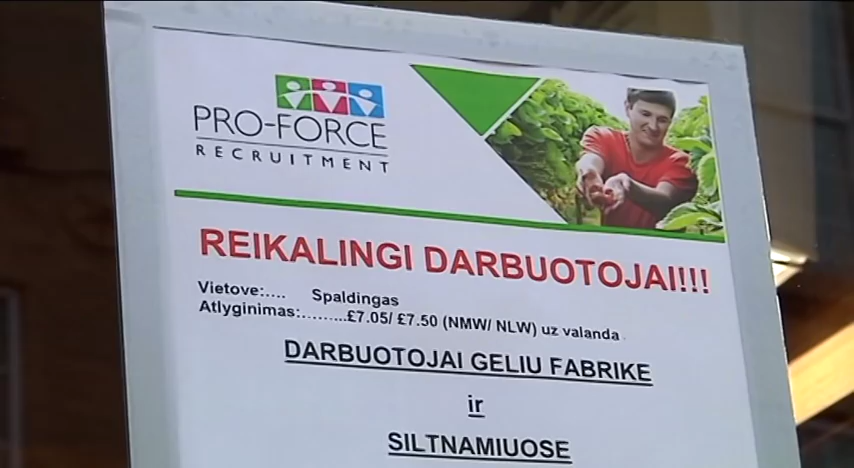 PRO-FORCE
RECRUITMENT
REIKALINGI DARBUOTOJAI!!!
Vietove:.... Spaldingas
Atlyginimas:.........£7.05/ £7.50 (NMW/ NLW) uz valanda
DARBUOTOJAI GELIU FABRIKE
ir
SILTNAMIUOSE